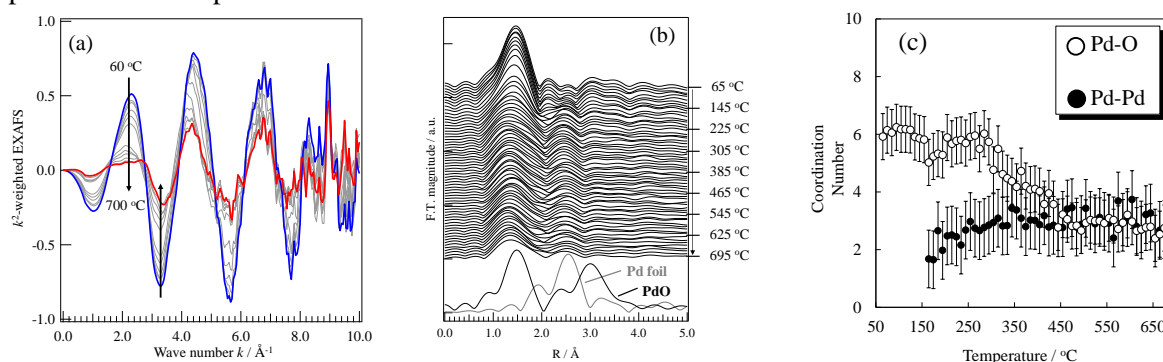 (a)
k²-weighted EXAFS
1.0
0.5
0.0
-0.5
-1.0
60 °C
700 °C
0.0 2.0 4.0 6.0 8.0 10.0
Wave number k / Å⁻¹
(b)
F.T. magnitude / a.u.
65 °C
145 °C
225 °C
305 °C
385 °C
465 °C
545 °C
625 °C
695 °C
Pd foil
PdO
0.0 1.0 2.0 3.0 4.0 5.0
R / Å
(c)
Pd-O
Pd-Pd
Coordination
Number
10
8
6
4
2
0
50 150 250 350 450 550 650
Temperature / °C